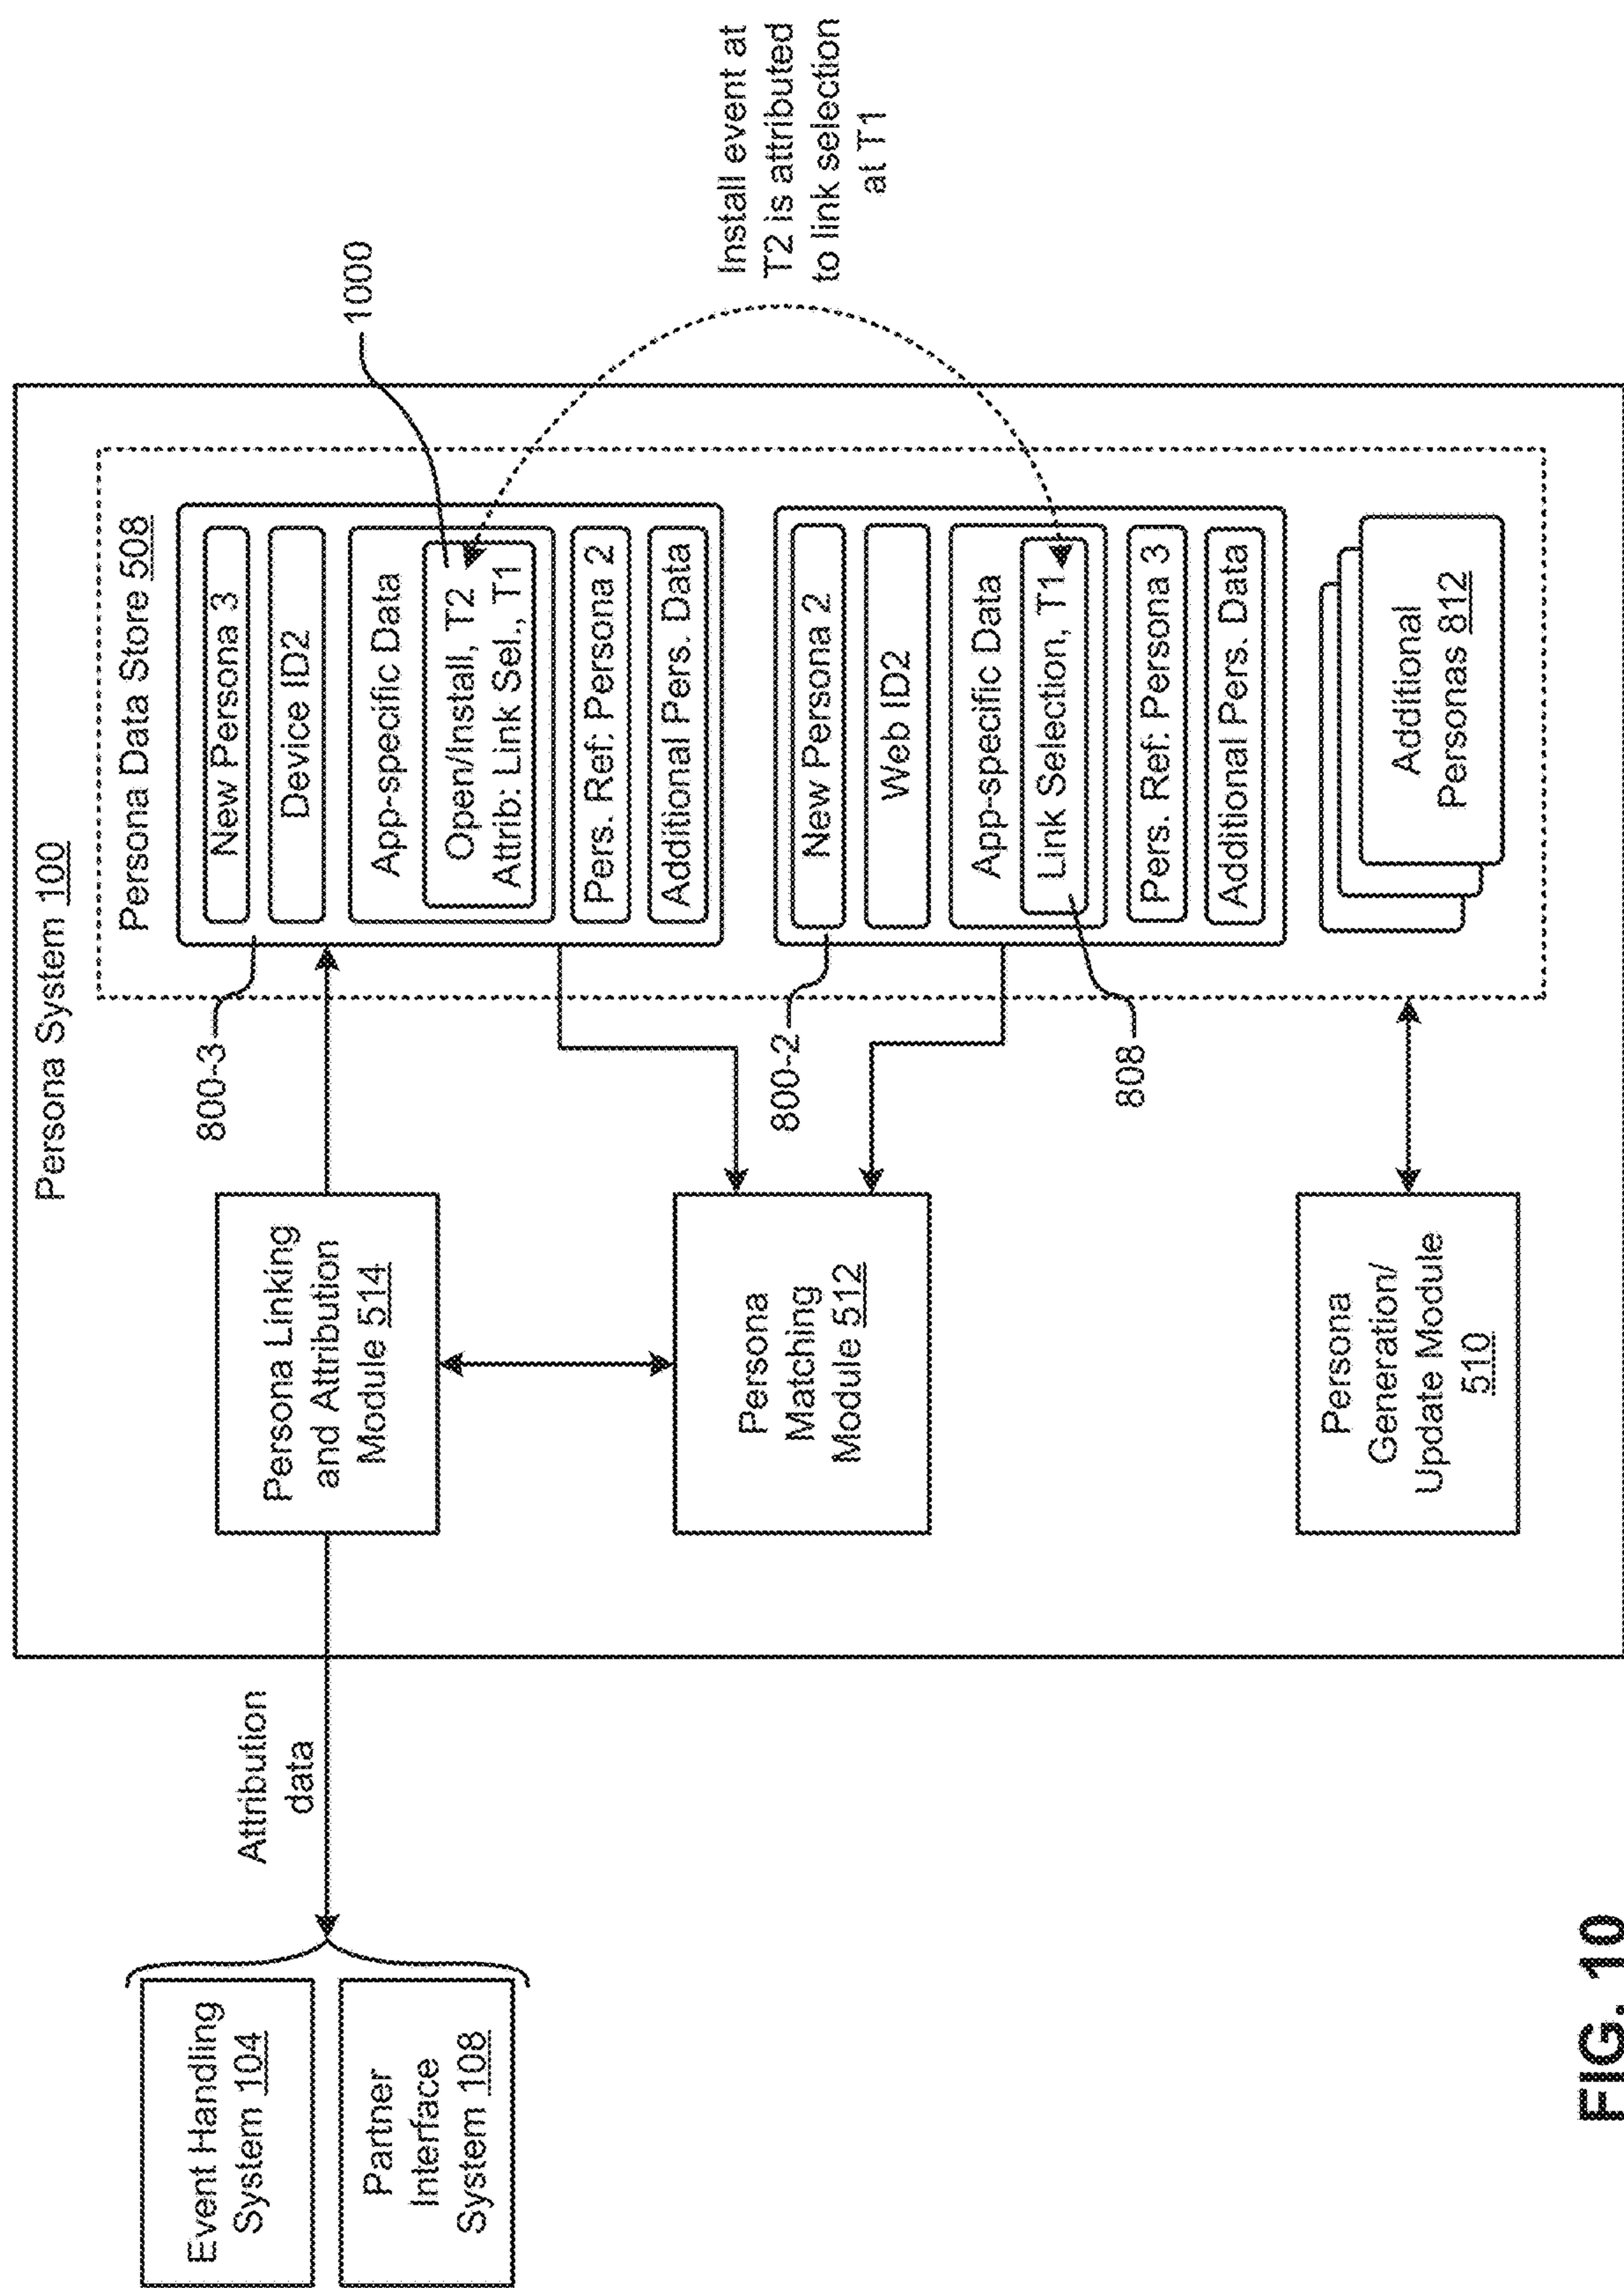 Persona System 100
Event Handling
System 104
Partner
Interface
System 108
Attribution
data
Persona Linking
and Attribution
Module 514
Persona
Matching
Module 512
Persona
Generation/
Update Module
510
Persona Data Store 508
800-3
New Persona 3
Device ID2
App-specific Data
Open/Install, T2
Attrib: Link Sel., T1
Pers. Ref: Persona 2
Additional Pers. Data
1000
800-2
New Persona 2
Web ID2
App-specific Data
Link Selection, T1
808
Pers. Ref: Persona 3
Additional Pers. Data
Additional
Personas 812
Install event at
T2 is attributed
to link selection
at T1
FIG. 10